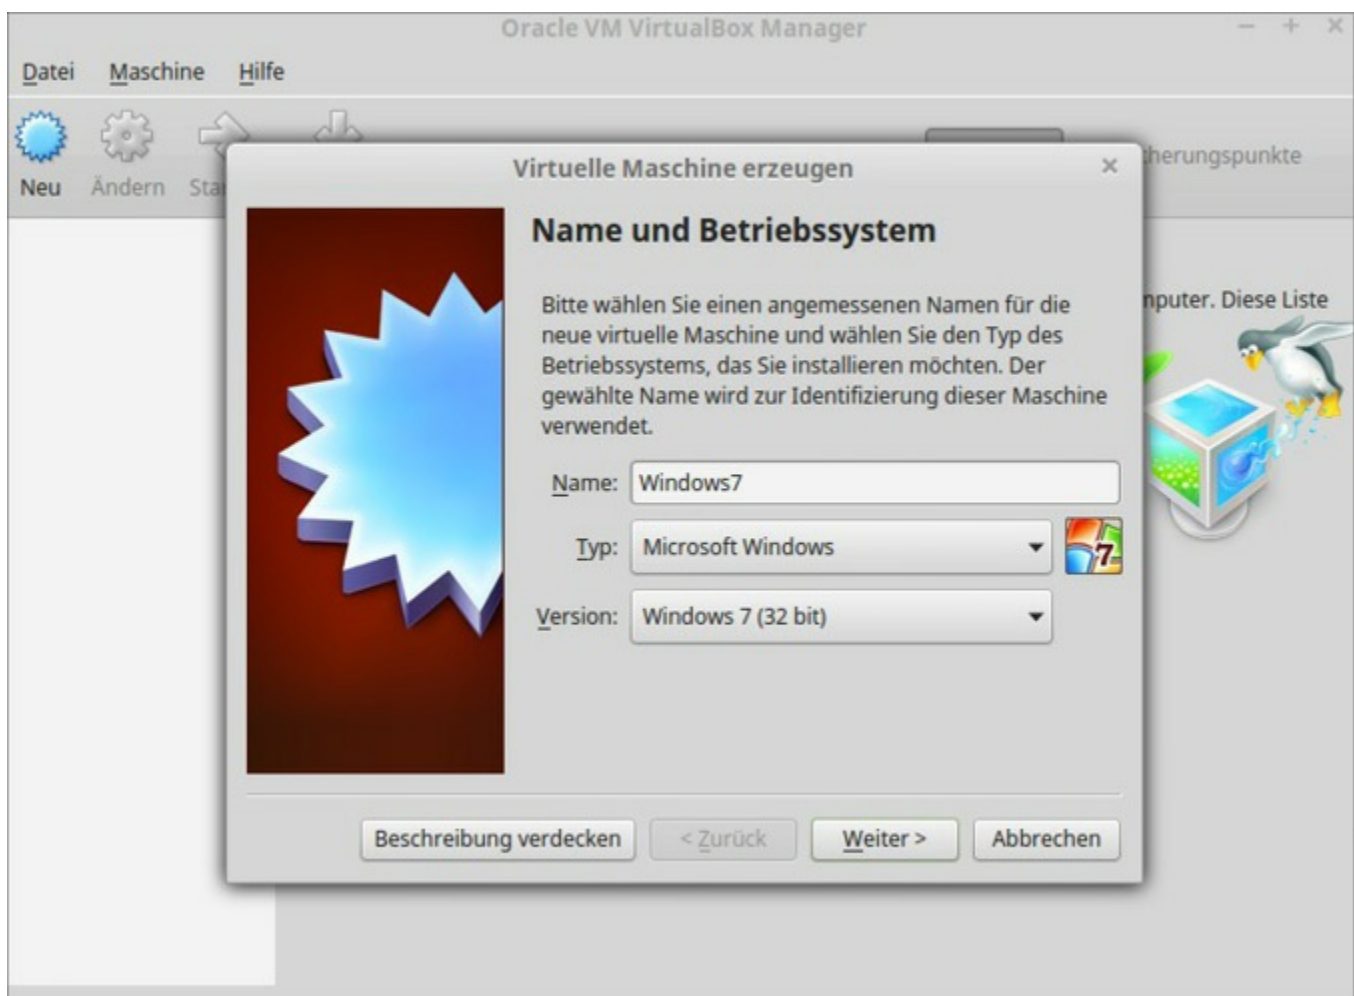 Oracle VM VirtualBox Manager
Datei Maschine Hilfe
Neu Ändern
Virtuelle Maschine erzeugen
Name und Betriebssystem
Bitte wählen Sie einen angemessenen Namen für die
neue virtuelle Maschine und wählen Sie den Typ des
Betriebssystems, das Sie installieren möchten. Der
gewählte Name wird zur Identifizierung dieser Maschine
verwendet.
Name: Windows7
Typ: Microsoft Windows
7
Version: Windows 7 (32 bit)
Beschreibung verdecken < Zurück Weiter > Abbrechen
Diese Liste